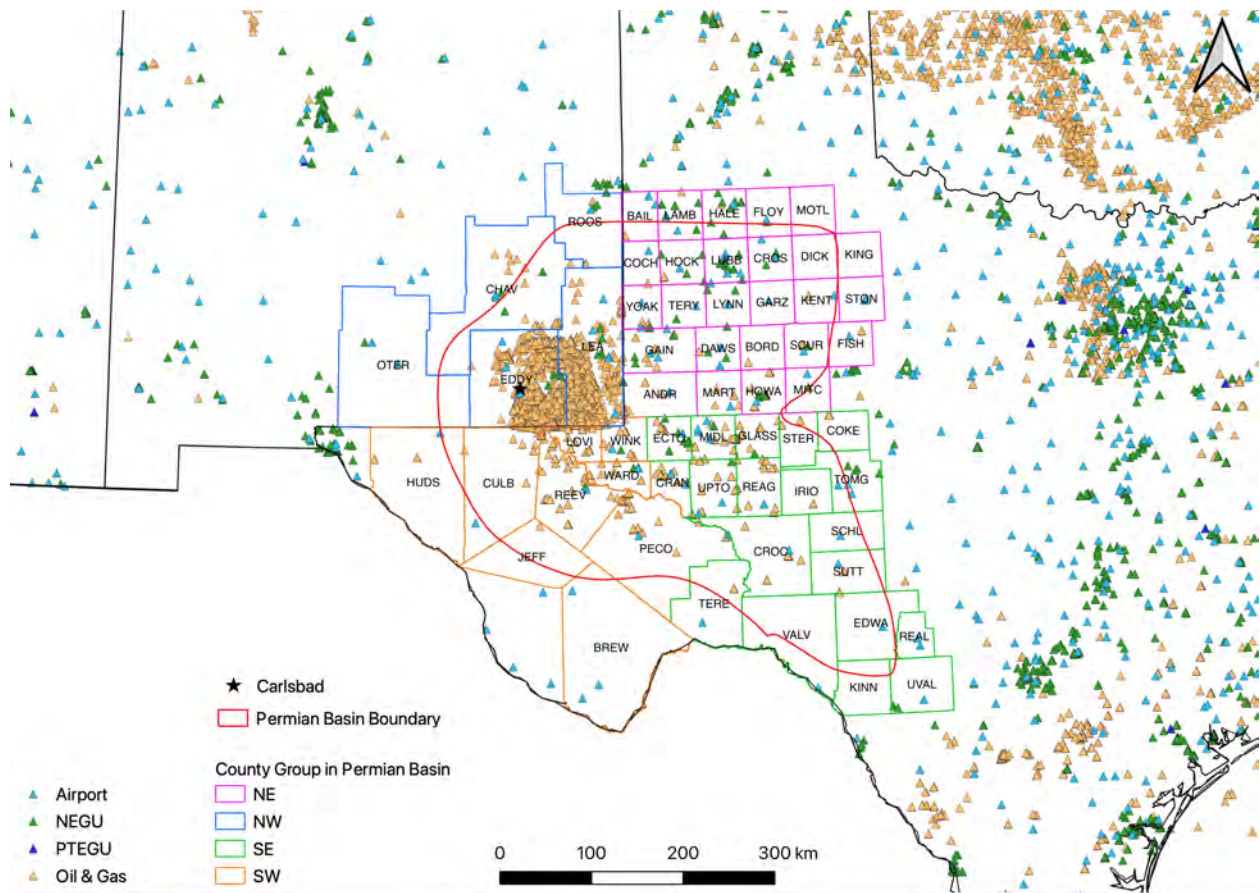 ROOS BAIL LAMB HALE FLOY MOTL
COCH HOCK LUBB CROS DICK KING
CHAV YOAK TERY LYNN GARZ KENT STON
OTER LEA GAIN DAWS BORD SCUR FISH
EDDY ANDR MART HOWA MITC
LOVI WINK ECTO MIDL GLASS STER COKE
HUDS CULB REEV WARD CRAN UPTO REAG IRIO TOMG
JEFF PECO CROC SCHL
SUTT
TERE
BREW VALV EDWA REAL
KINN UVAL
Carlsbad
Permian Basin Boundary
County Group in Permian Basin
Airport NE
NEGU NW
PTEGU SE
Oil & Gas SW
0 100 200 300 km